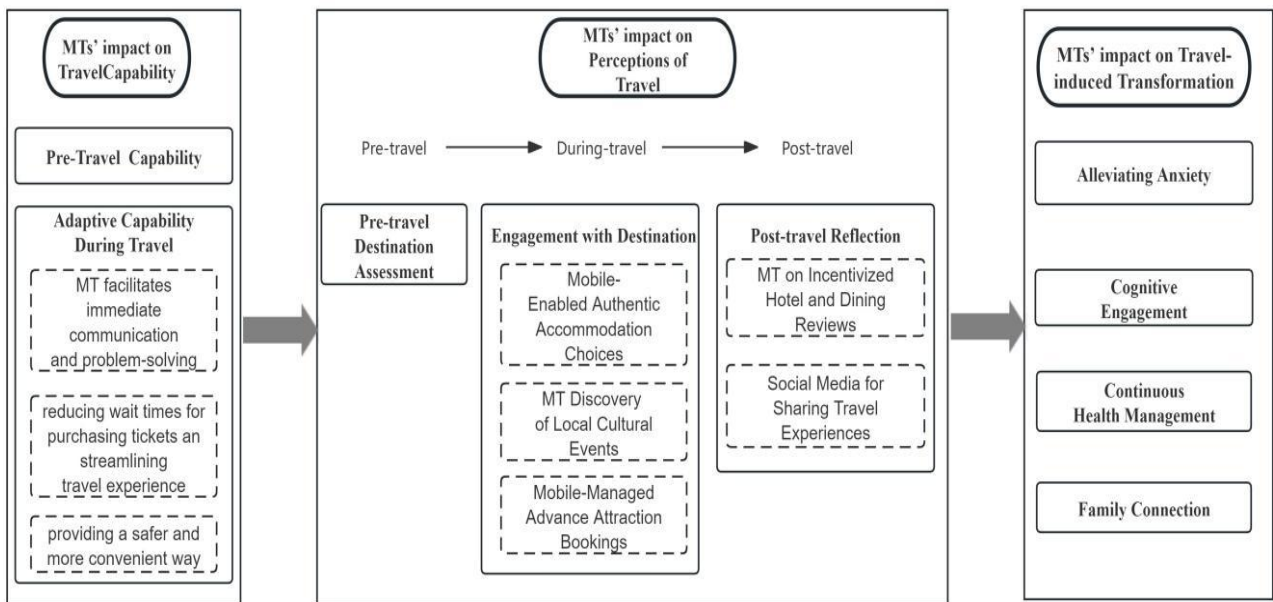 MTs’ impact on
TravelCapability
Pre-Travel Capability
Adaptive Capability
During Travel
MT facilitates
immediate
communication
and problem-solving
reducing wait times for
purchasing tickets an
streamlining
travel experience
providing a safer and
more convenient way
MTs’ impact on
Perceptions of
Travel
Pre-travel
During-travel
Post-travel
Pre-travel
Destination
Assessment
Engagement with Destination
Mobile-
Enabled Authentic
Accommodation
Choices
MT Discovery
of Local Cultural
Events
Mobile-Managed
Advance Attraction
Bookings
Post-travel Reflection
MT on Incentivized
Hotel and Dining
Reviews
Social Media for
Sharing Travel
Experiences
MTs’ impact on Travel-
induced Transformation
Alleviating Anxiety
Cognitive
Engagement
Continuous
Health Management
Family Connection